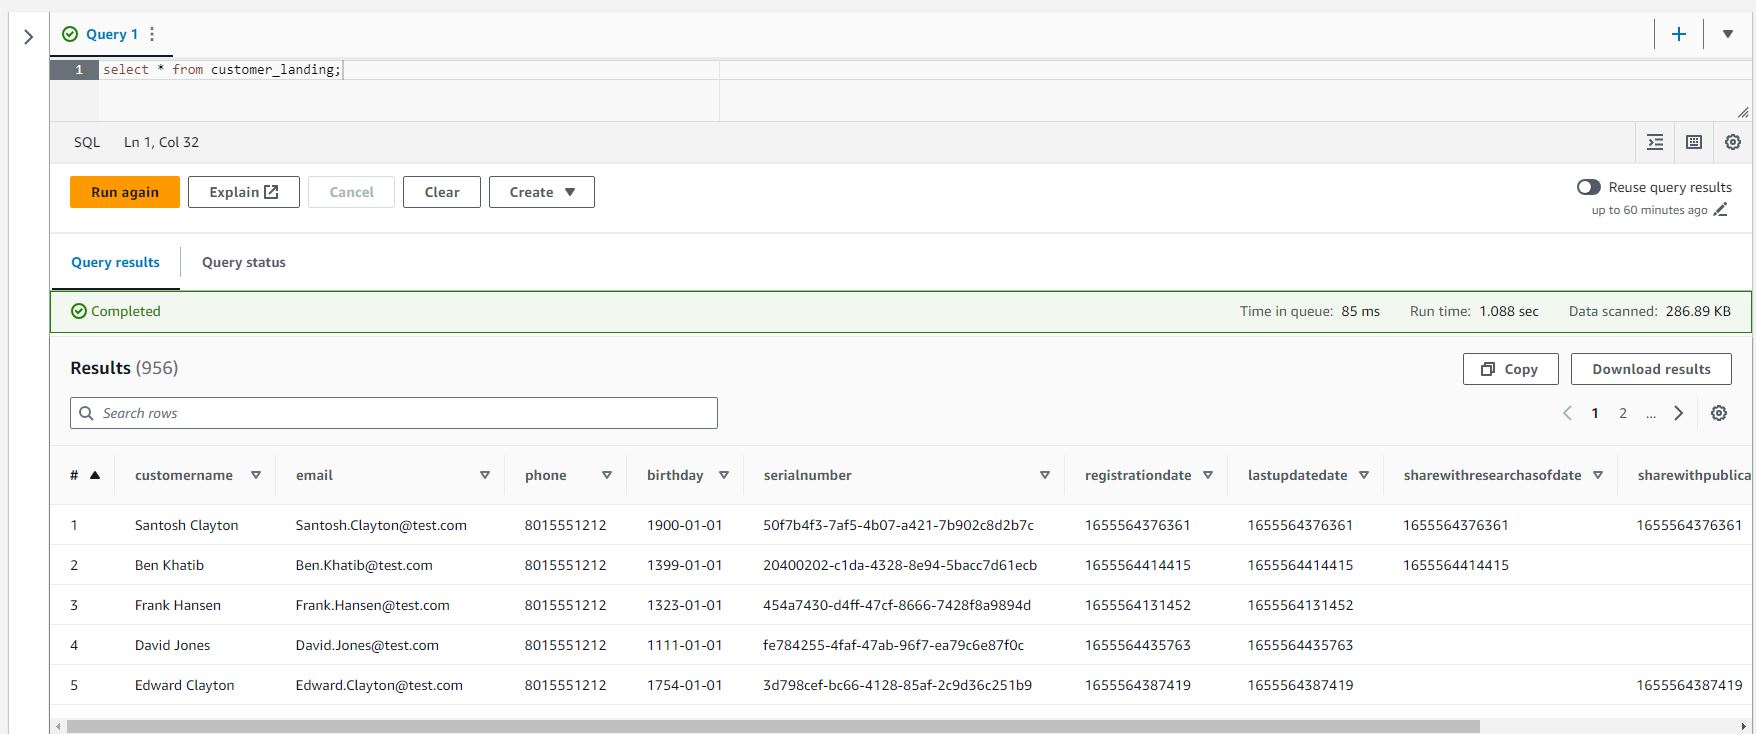 Query 1
1 select * from customer_landing;
SQL Ln 1, Col 32
Run again Explain Cancel Clear Create
Reuse query results
up to 60 minutes ago
Query results Query status
Completed Time in queue: 85 ms Run time: 1.088 sec Data scanned: 286.89 KB
Results (956) Copy Download results
Search rows 1 2 ...
# customername email phone birthday serialnumber registrationdate lastupdatedate sharewithresearchasofdate sharewithpublica
1 Santosh Clayton Santosh.Clayton@test.com 8015551212 1900-01-01 50f7b4f3-7af5-4b07-a421-7b902c8d2b7c 1655564376361 1655564376361 1655564376361 1655564376361
2 Ben Khatib Ben.Khatib@test.com 8015551212 1399-01-01 20400202-c1da-4328-8e94-5bacc7d61ecb 1655564414415 1655564414415 1655564414415
3 Frank Hansen Frank.Hansen@test.com 8015551212 1323-01-01 454a7430-d4ff-47cf-8666-7428f8a9894d 1655564131452 1655564131452
4 David Jones David.Jones@test.com 8015551212 1111-01-01 fe784255-4faf-47ab-96f7-ea79c6e87f0c 1655564435763 1655564435763
5 Edward Clayton Edward.Clayton@test.com 8015551212 1754-01-01 3d798cef-bc66-4128-85af-2c9d36c251b9 1655564387419 1655564387419 1655564387419